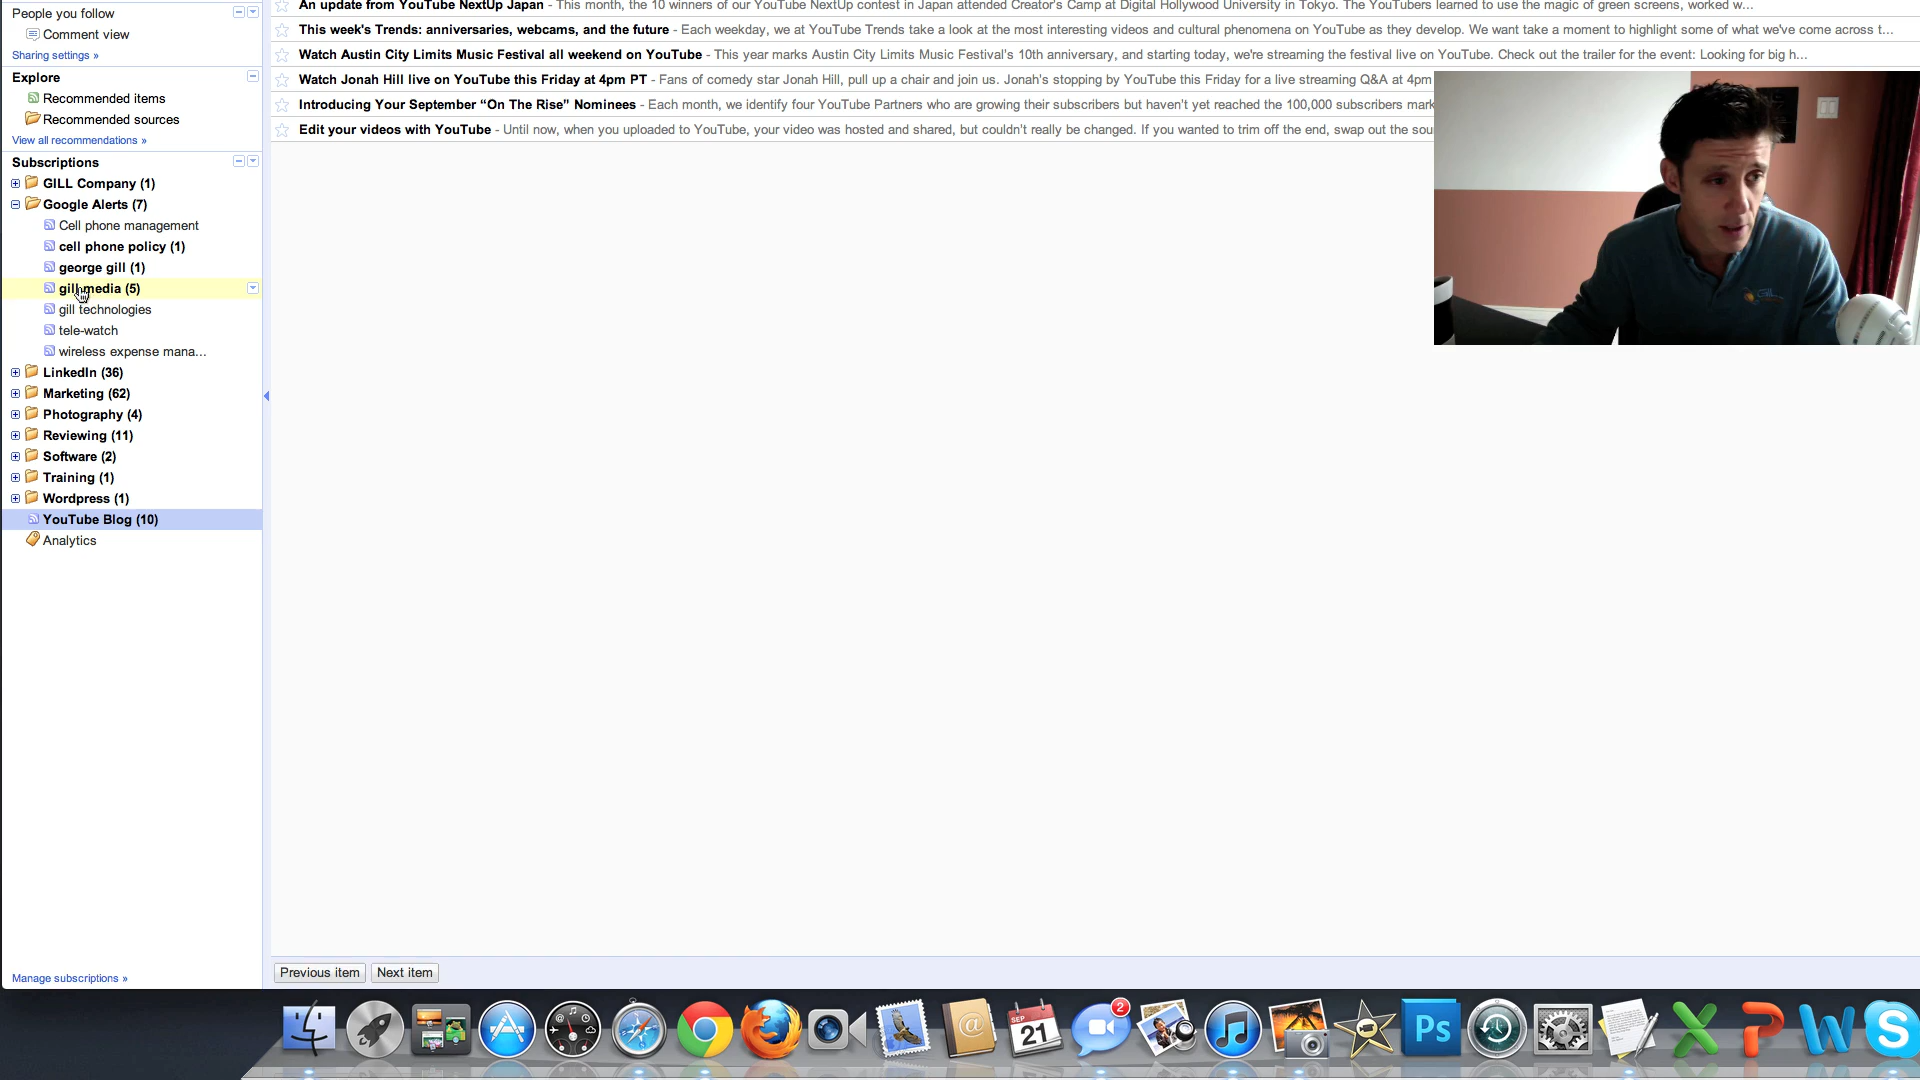 People you follow
Comment view
Sharing settings »
Explore
Recommended items
Recommended sources
View all recommendations »
Subscriptions
GILL Company (1)
Google Alerts (7)
Cell phone management
cell phone policy (1)
george gill (1)
gill media (5)
gill technologies
tele-watch
wireless expense mana...
LinkedIn (36)
Marketing (62)
Photography (4)
Reviewing (11)
Software (2)
Training (1)
Wordpress (1)
YouTube Blog (10)
Analytics
Manage subscriptions »
An update from YouTube NextUp Japan - This month, the 10 winners of our YouTube NextUp contest in Japan attended Creator's Camp at Digital Hollywood University in Tokyo. The YouTubers learned to use the magic of green screens, worked w...
This week's Trends: anniversaries, webcams, and the future - Each weekday, we at YouTube Trends take a look at the most interesting videos and cultural phenomena on YouTube as they develop. We want take a moment to highlight some of what we've come across t...
Watch Austin City Limits Music Festival all weekend on YouTube - This year marks Austin City Limits Music Festival's 10th anniversary, and starting today, we're streaming the festival live on YouTube. Check out the trailer for the event: Looking for big h...
Watch Jonah Hill live on YouTube this Friday at 4pm PT - Fans of comedy star Jonah Hill, pull up a chair and join us. Jonah's stopping by YouTube this Friday for a live streaming Q&A at 4pm
Introducing Your September “On The Rise” Nominees - Each month, we identify four YouTube Partners who are growing their subscribers but haven't yet reached the 100,000 subscribers mark
Edit your videos with YouTube - Until now, when you uploaded to YouTube, your video was hosted and shared, but couldn't really be changed. If you wanted to trim off the end, swap out the sou
Gill
Previous item
Next item
SEP
21
2
Ps
X
P
W
S